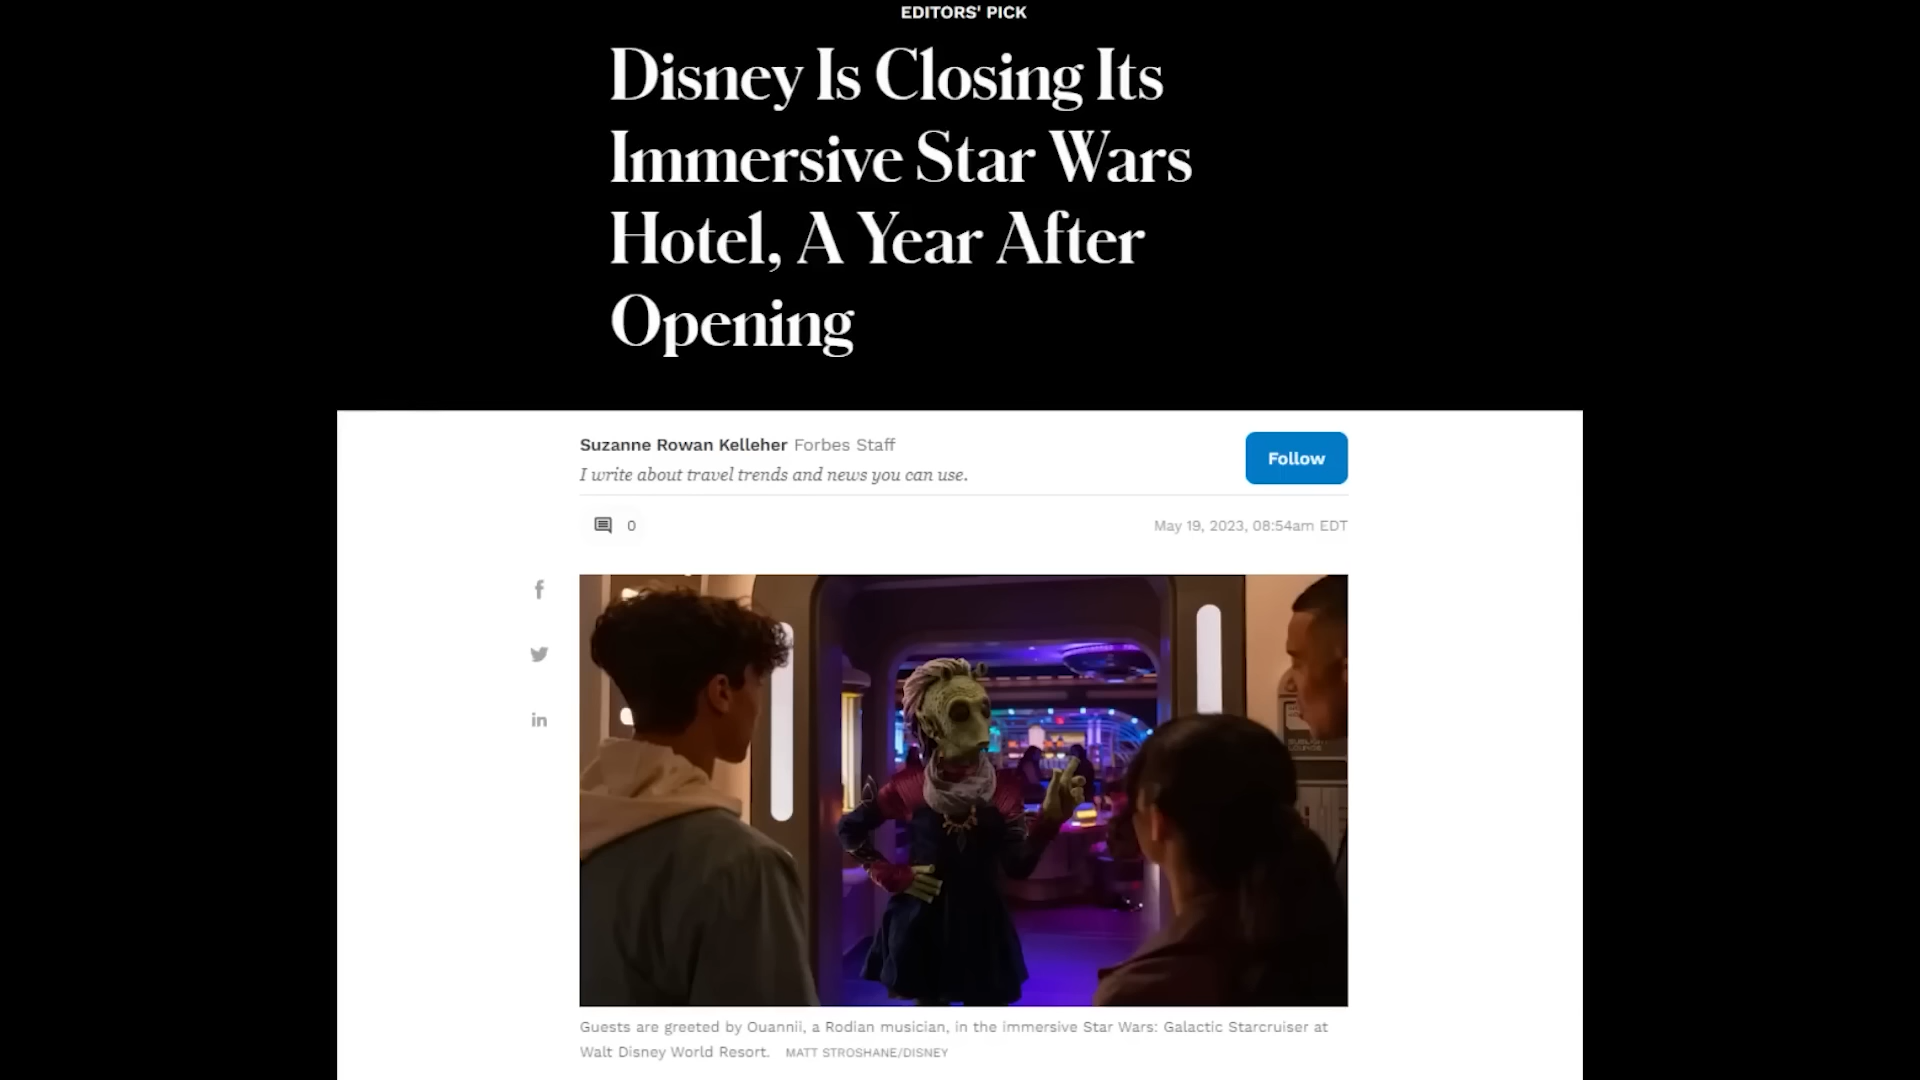 EDITORS' PICK
Disney Is Closing Its
Immersive Star Wars
Hotel, A Year After
Opening
Suzanne Rowan Kelleher Forbes Staff
I write about travel trends and news you can use.
Follow
0
May 19, 2023, 08:54am EDT
f
in
Guests are greeted by Ouannii, a Rodian musician, in the immersive Star Wars: Galactic Starcruiser at
Walt Disney World Resort. MATT STROSHANE/DISNEY